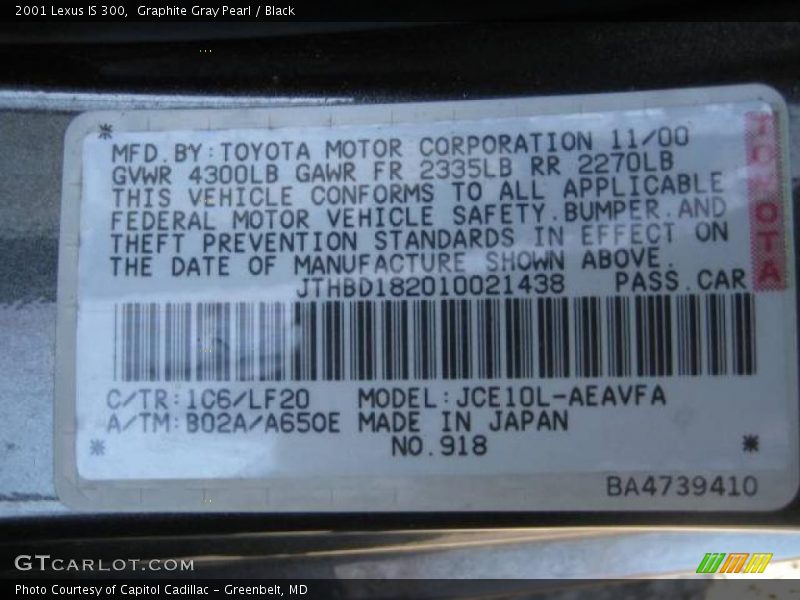 2001 Lexus IS 300,  Graphite Gray Pearl / Black
MFD.BY:TOYOTA MOTOR CORPORATION 11/00
GVWR 4300LB GAWR FR 2335LB RR 2270LB
THIS VEHICLE CONFORMS TO ALL APPLICABLE
FEDERAL MOTOR VEHICLE SAFETY.BUMPER.AND
THEFT PREVENTION STANDARDS IN EFFECT ON
THE DATE OF MANUFACTURE SHOWN ABOVE.
JTHBD182010021438 PASS.CAR
TOYOTA
C/TR:1C6/LF20 MODEL:JCE10L-AEAVFA
A/TM:B02A/A650E MADE IN JAPAN
NO.918
BA4739410
GTCARLOT.COM
Photo Courtesy of Capitol Cadillac - Greenbelt, MD